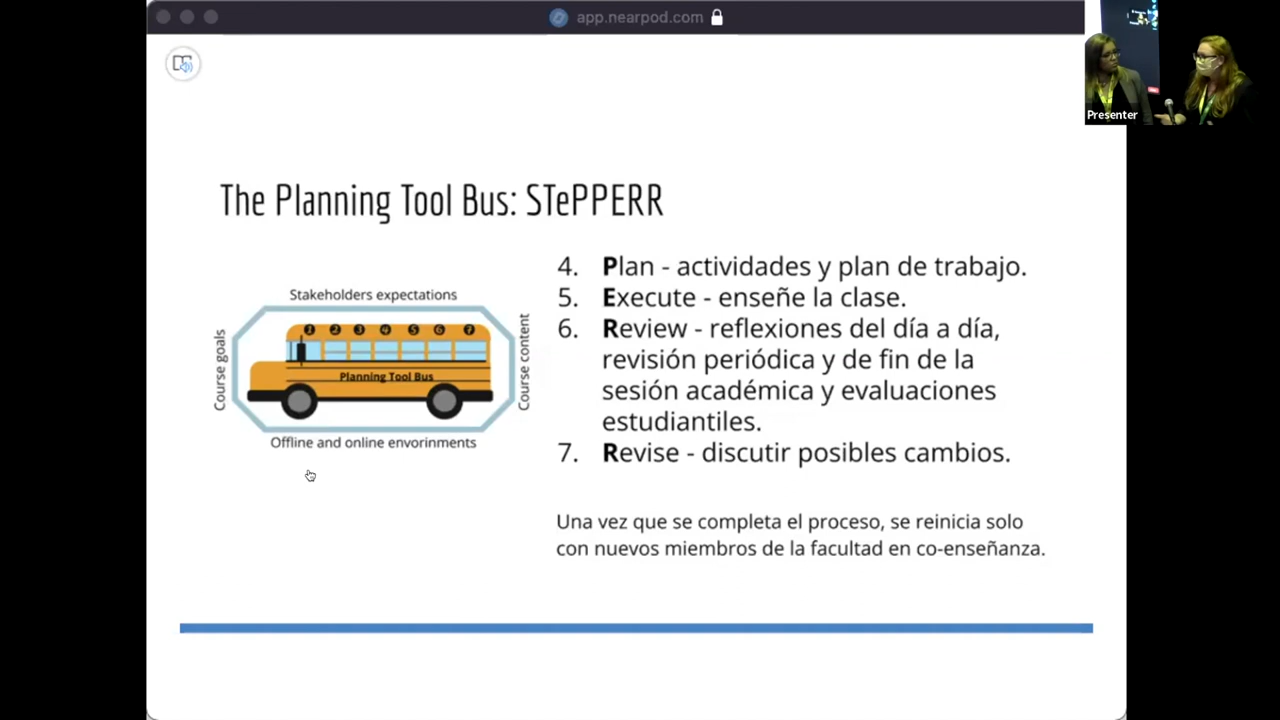 app.nearpod.com
Presenter
The Planning Tool Bus: STePPERR
Stakeholders expectations
Course goals
1 2 3 4 5 6 7
Planning Tool Bus
Course content
Offline and online envorinments
4. Plan - actividades y plan de trabajo.
5. Execute - enseñe la clase.
6. Review - reflexiones del día a día,
revisión periódica y de fin de la
sesión académica y evaluaciones
estudiantiles.
7. Revise - discutir posibles cambios.
Una vez que se completa el proceso, se reinicia solo
con nuevos miembros de la facultad en co-enseñanza.